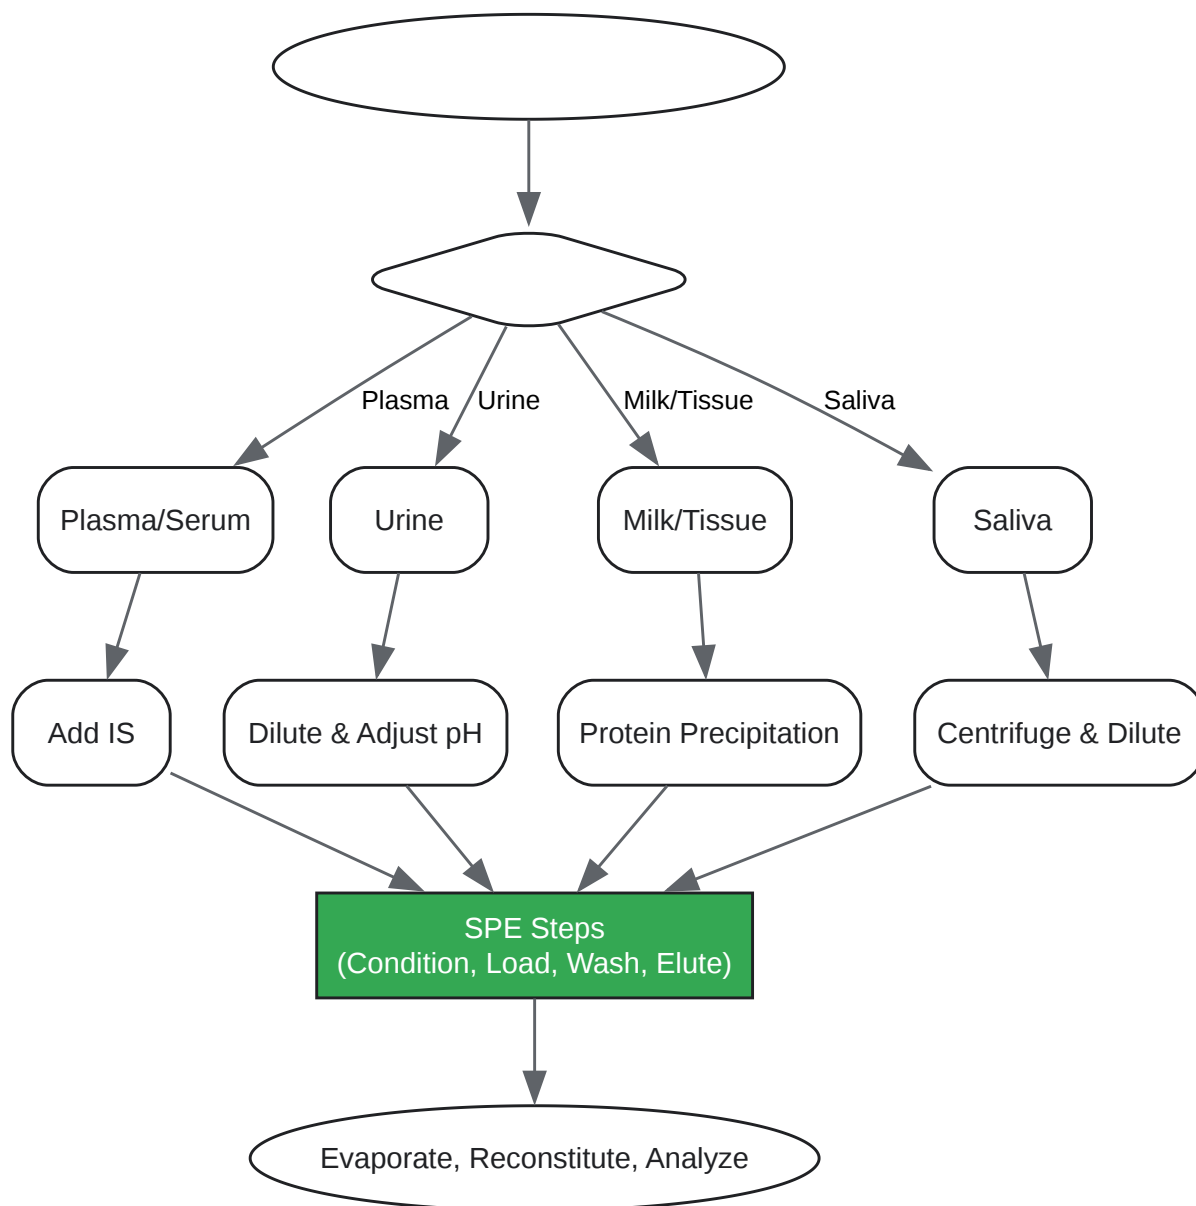 Plasma
Urine
Milk/Tissue
Saliva
Plasma/Serum
Urine
Milk/Tissue
Saliva
Add IS
Dilute & Adjust pH
Protein Precipitation
Centrifuge & Dilute
SPE Steps
(Condition, Load, Wash, Elute)
Evaporate, Reconstitute, Analyze